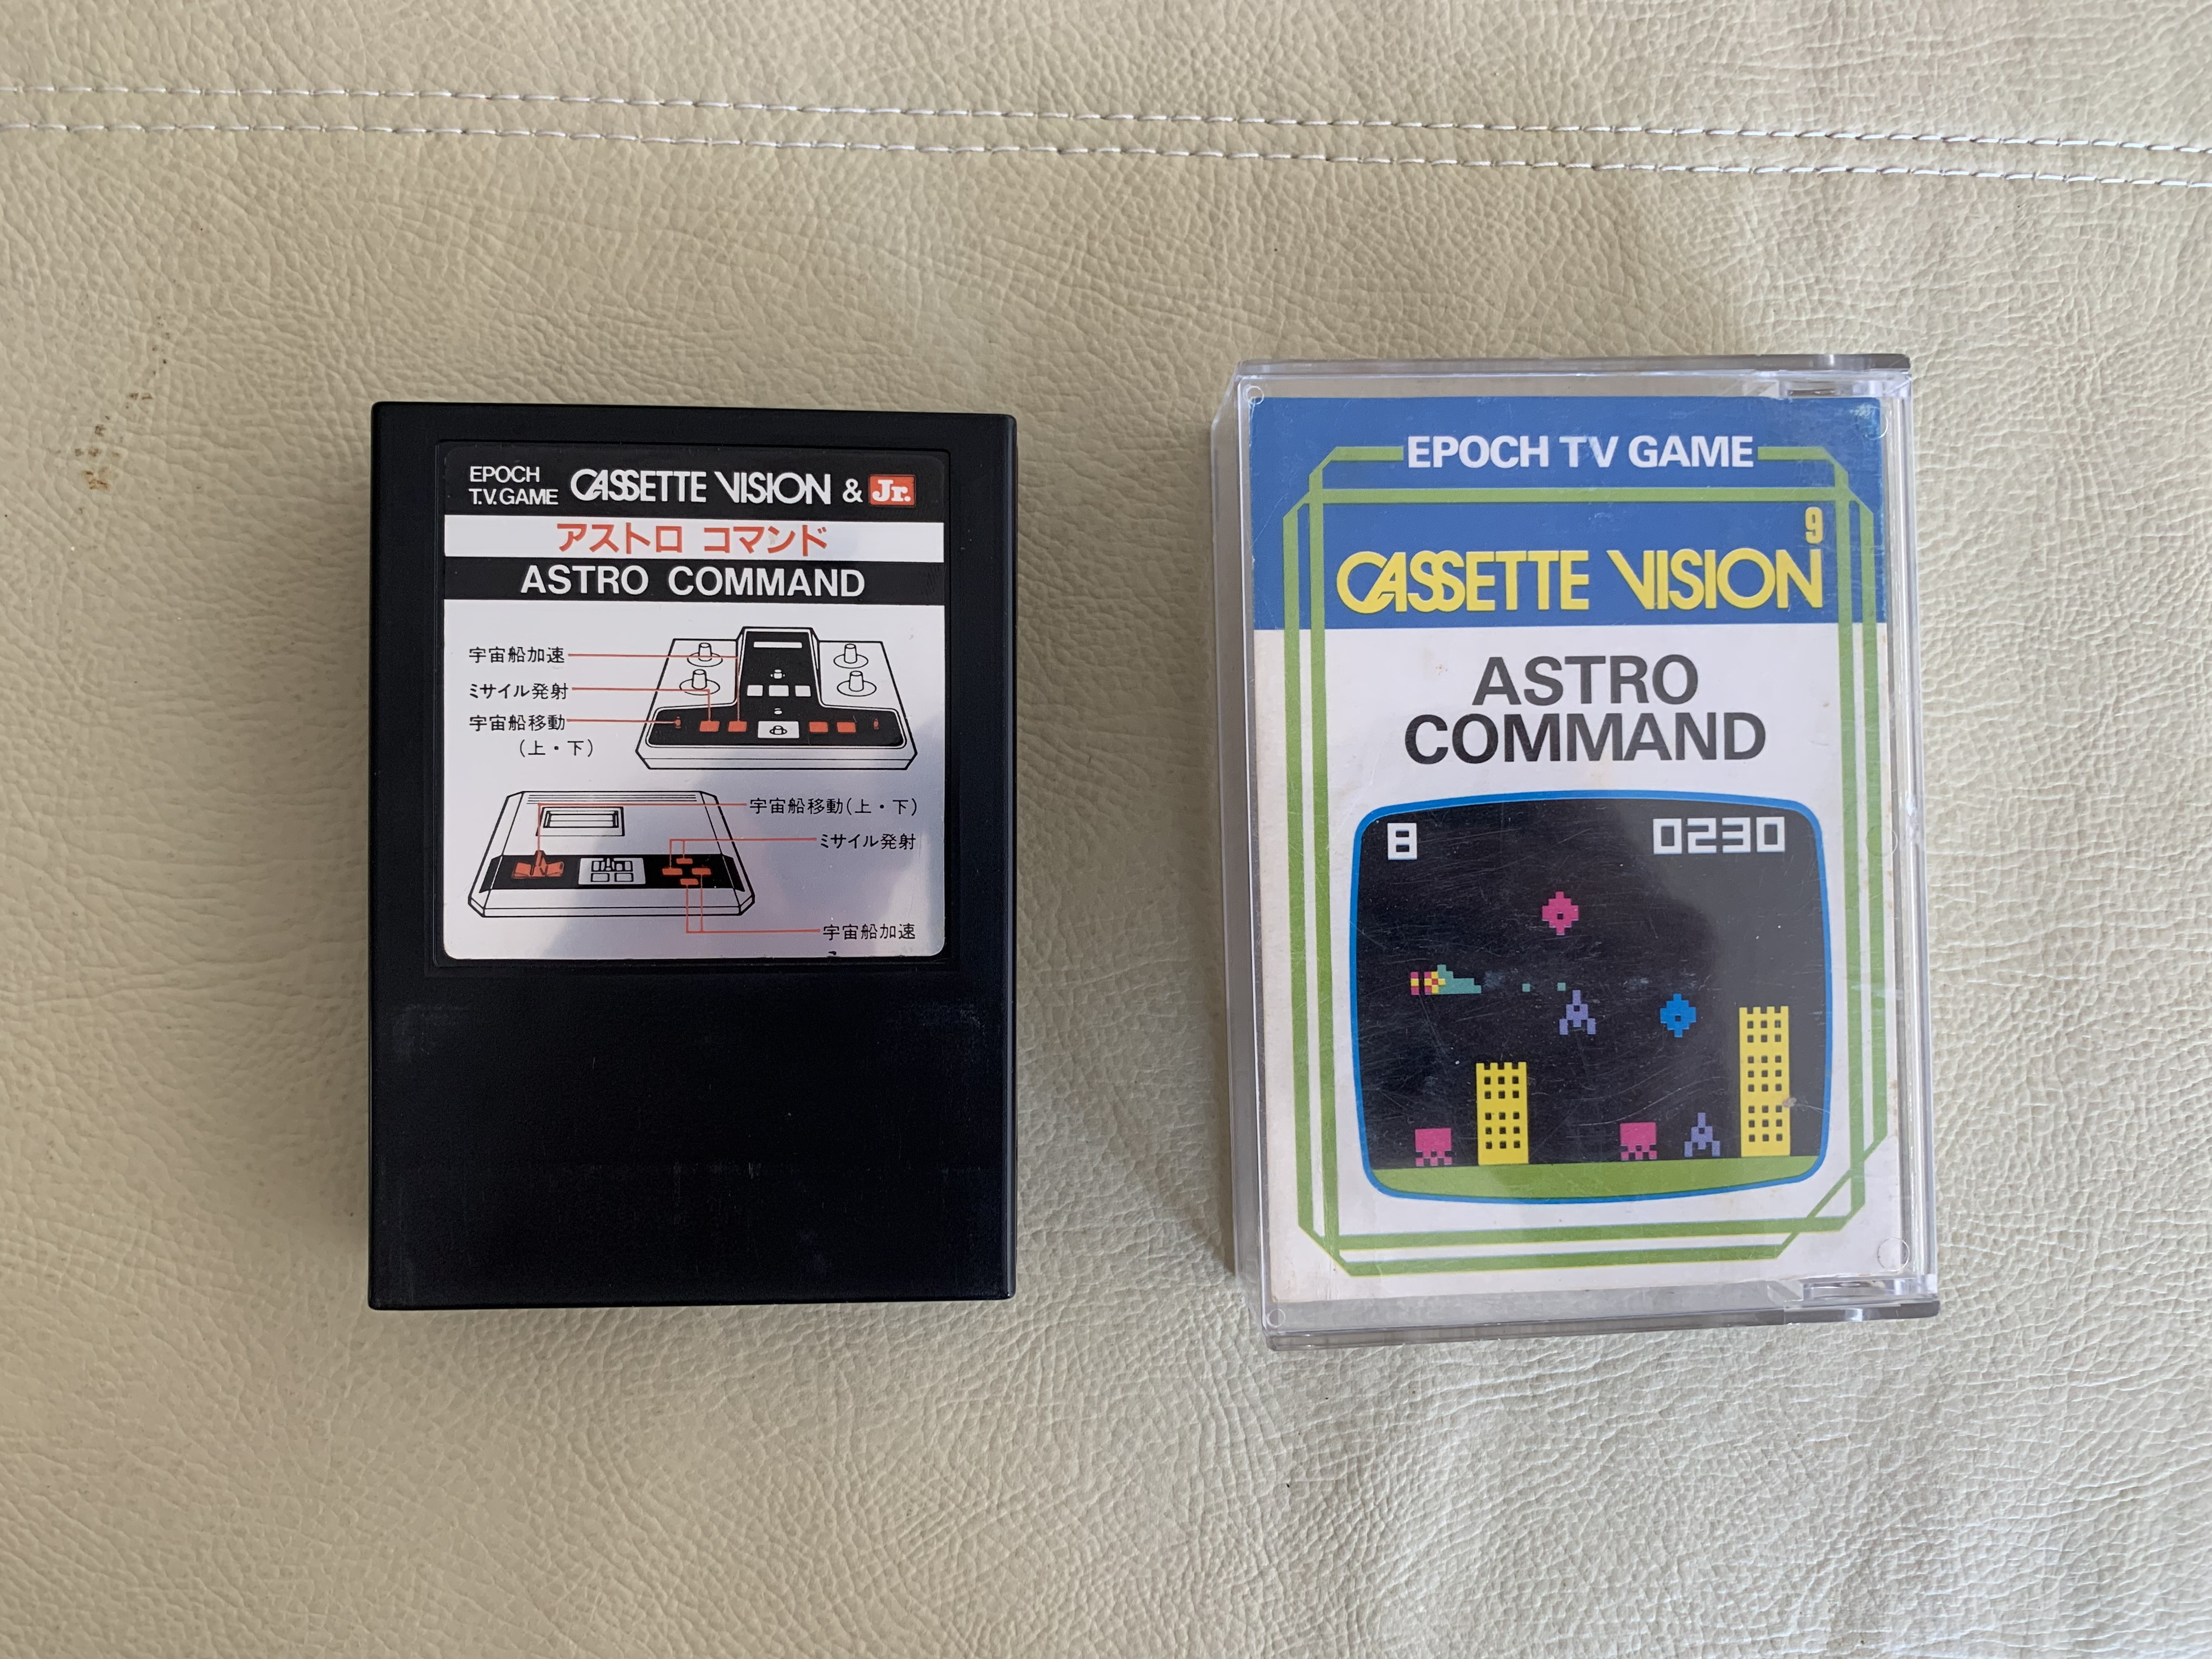 EPOCH
T.V. GAME CASSETTE VISION & Jr.
アストロ コマンド
ASTRO COMMAND
宇宙船加速
ミサイル発射
宇宙船移動
(上・下)
宇宙船移動(上・下)
ミサイル発射
宇宙船加速
EPOCH TV GAME
9
CASSETTE VISION
ASTRO
COMMAND
8 0230